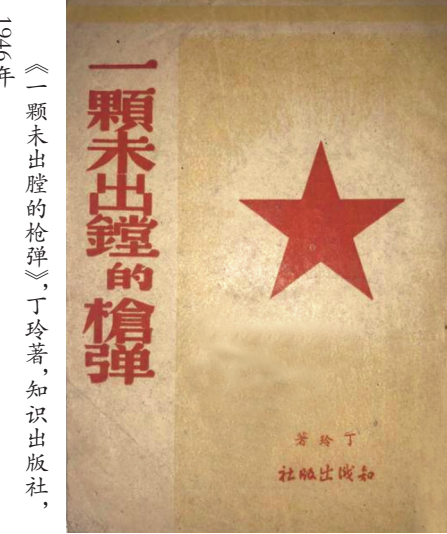 《一颗未出膛的枪弹》，丁玲著，知识出版社，
1946年
一顆未出鏜的槍弹
著 玲 丁
社版出識知